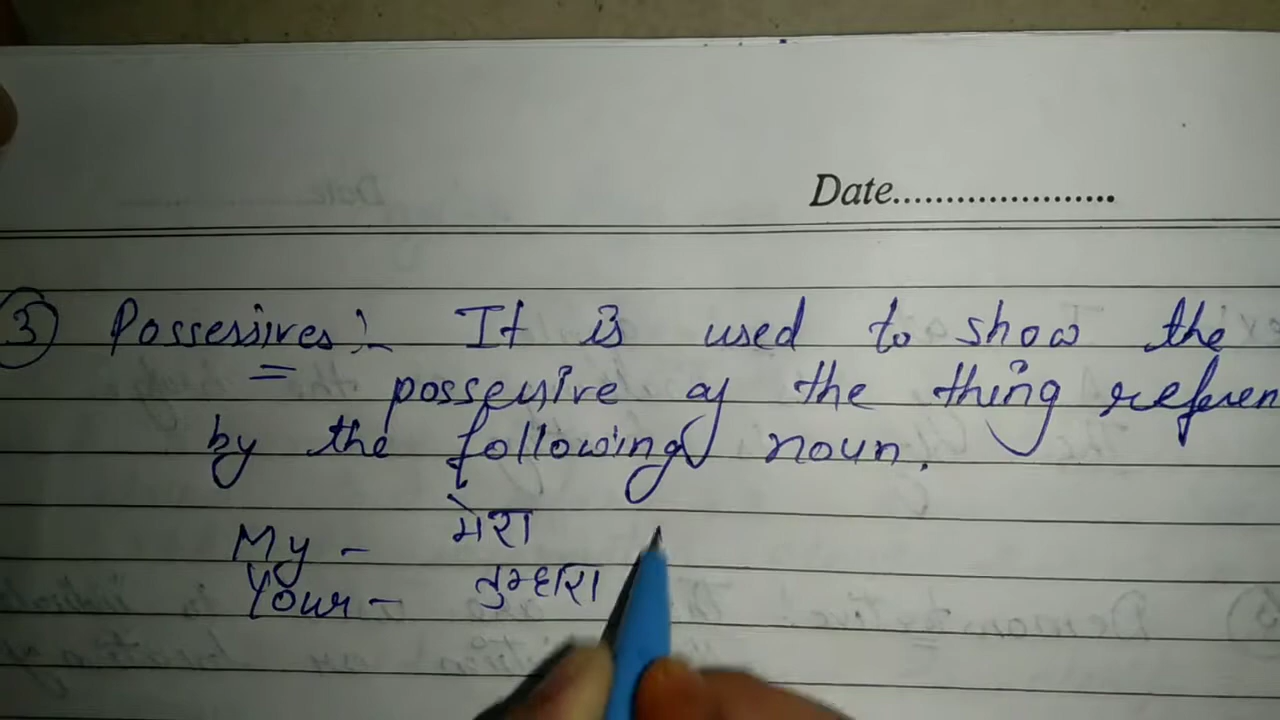 Date.....................
③ Possessives:- It is used to show the
possessive of the thing referen
by the following noun.
My - मेरा
Your - तुम्हारा